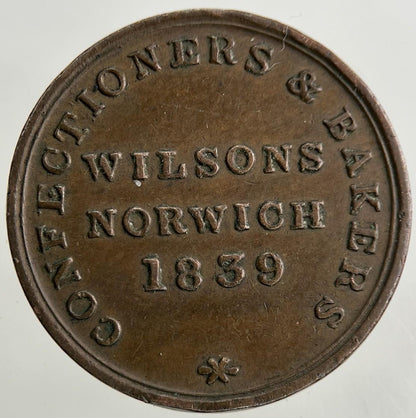 CONFECTIONERS & BAKERS
WILSONS
NORWICH
1839